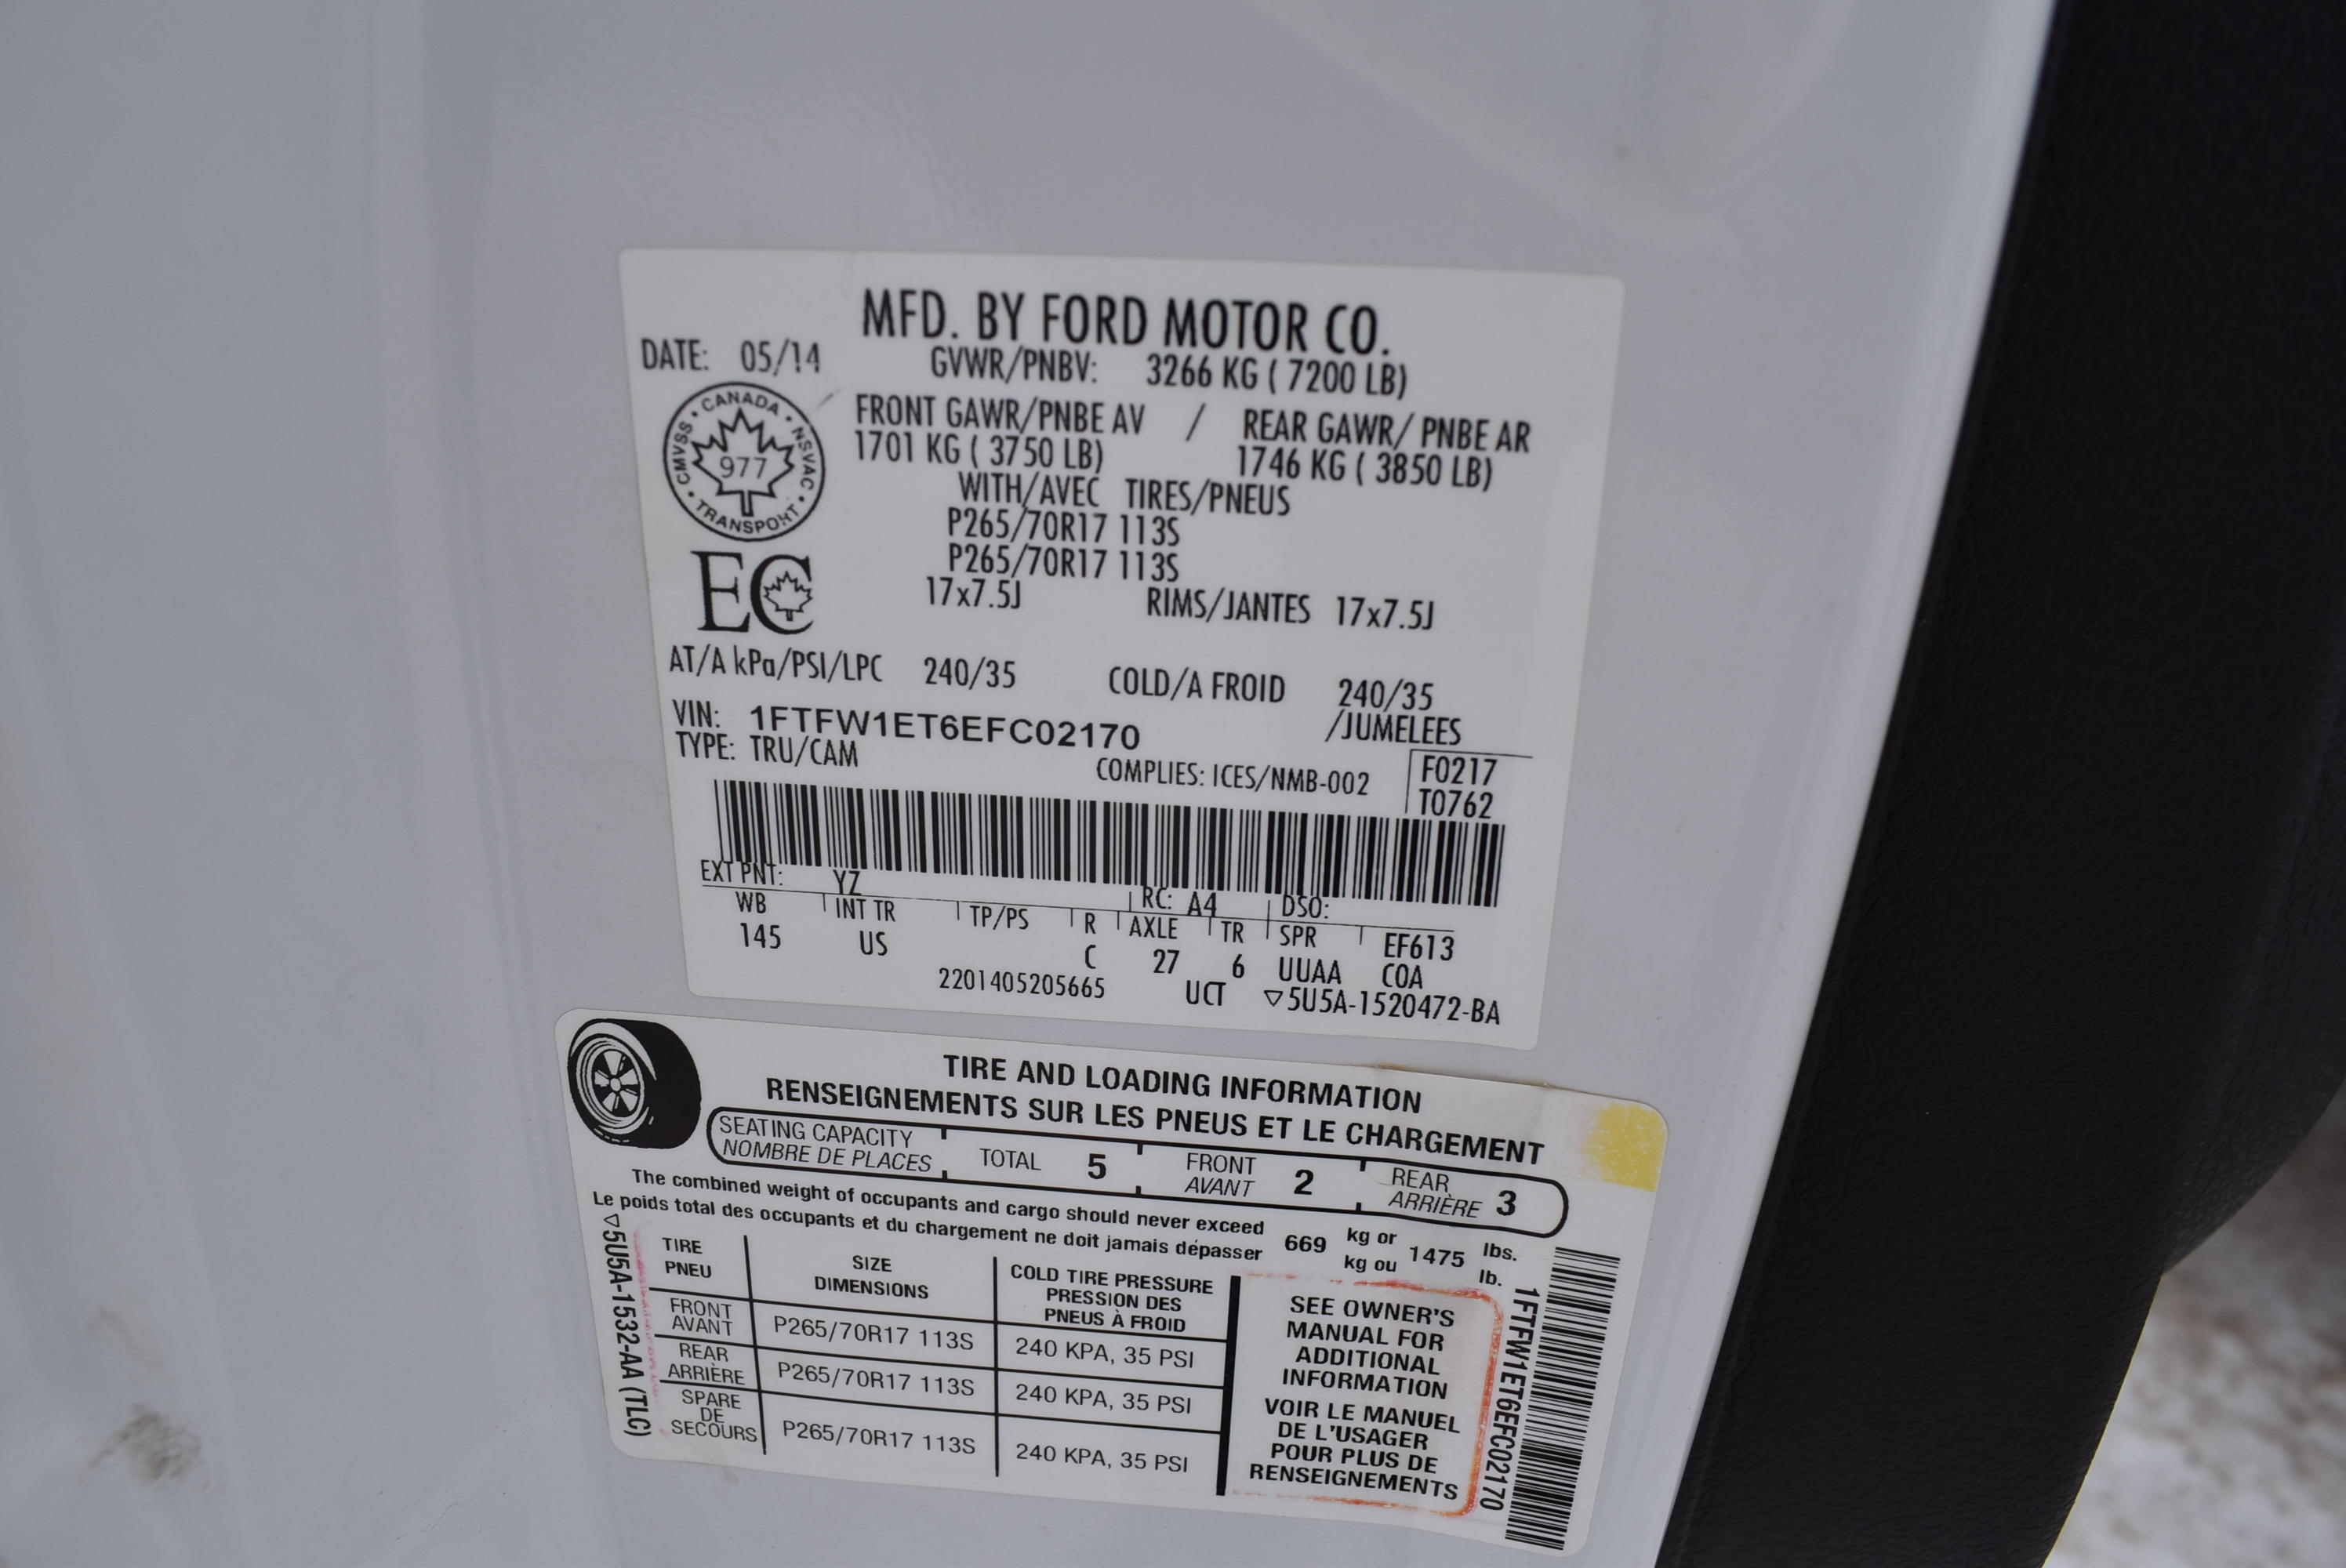 MFD. BY FORD MOTOR CO.
DATE: 05/14 GVWR/PNBV: 3266 KG ( 7200 LB)
CANADA
CMVSS
NSVAC
TRANSPORT
977
FRONT GAWR/PNBE AV / REAR GAWR/ PNBE AR
1701 KG ( 3750 LB) 1746 KG ( 3850 LB)
WITH/AVEC TIRES/PNEUS
P265/70R17 113S
P265/70R17 113S
EC
17x7.5J RIMS/JANTES 17x7.5J
AT/A kPa/PSI/LPC 240/35 COLD/A FROID 240/35
VIN: 1FTFW1ET6EFC02170 /JUMELEES
TYPE: TRU/CAM
COMPLIES: ICES/NMB-002 F0217
T0762
EXT PNT: YZ RC: A4 DSO:
WB INT TR TP/PS R AXLE TR SPR EF613
145 US C 27 6 UUAA COA
2201405205665 UCT ▽5U5A-1520472-BA
TIRE AND LOADING INFORMATION
RENSEIGNEMENTS SUR LES PNEUS ET LE CHARGEMENT
SEATING CAPACITY
NOMBRE DE PLACES
TOTAL 5
FRONT
AVANT
2
REAR
ARRIÈRE
3
The combined weight of occupants and cargo should never exceed
Le poids total des occupants et du chargement ne doit jamais dépasser
669 kg or
kg ou
1475 lbs.
lb.
▽5U5A-1532-AA (TLC)
TIRE
PNEU
SIZE
DIMENSIONS
COLD TIRE PRESSURE
PRESSION DES
PNEUS À FROID
FRONT
AVANT
P265/70R17 113S
240 KPA, 35 PSI
REAR
ARRIÈRE
P265/70R17 113S
240 KPA, 35 PSI
SPARE
DE
SECOURS
P265/70R17 113S
240 KPA, 35 PSI
SEE OWNER'S
MANUAL FOR
ADDITIONAL
INFORMATION
VOIR LE MANUEL
DE L'USAGER
POUR PLUS DE
RENSEIGNEMENTS
1FTFW1ET6EFC02170